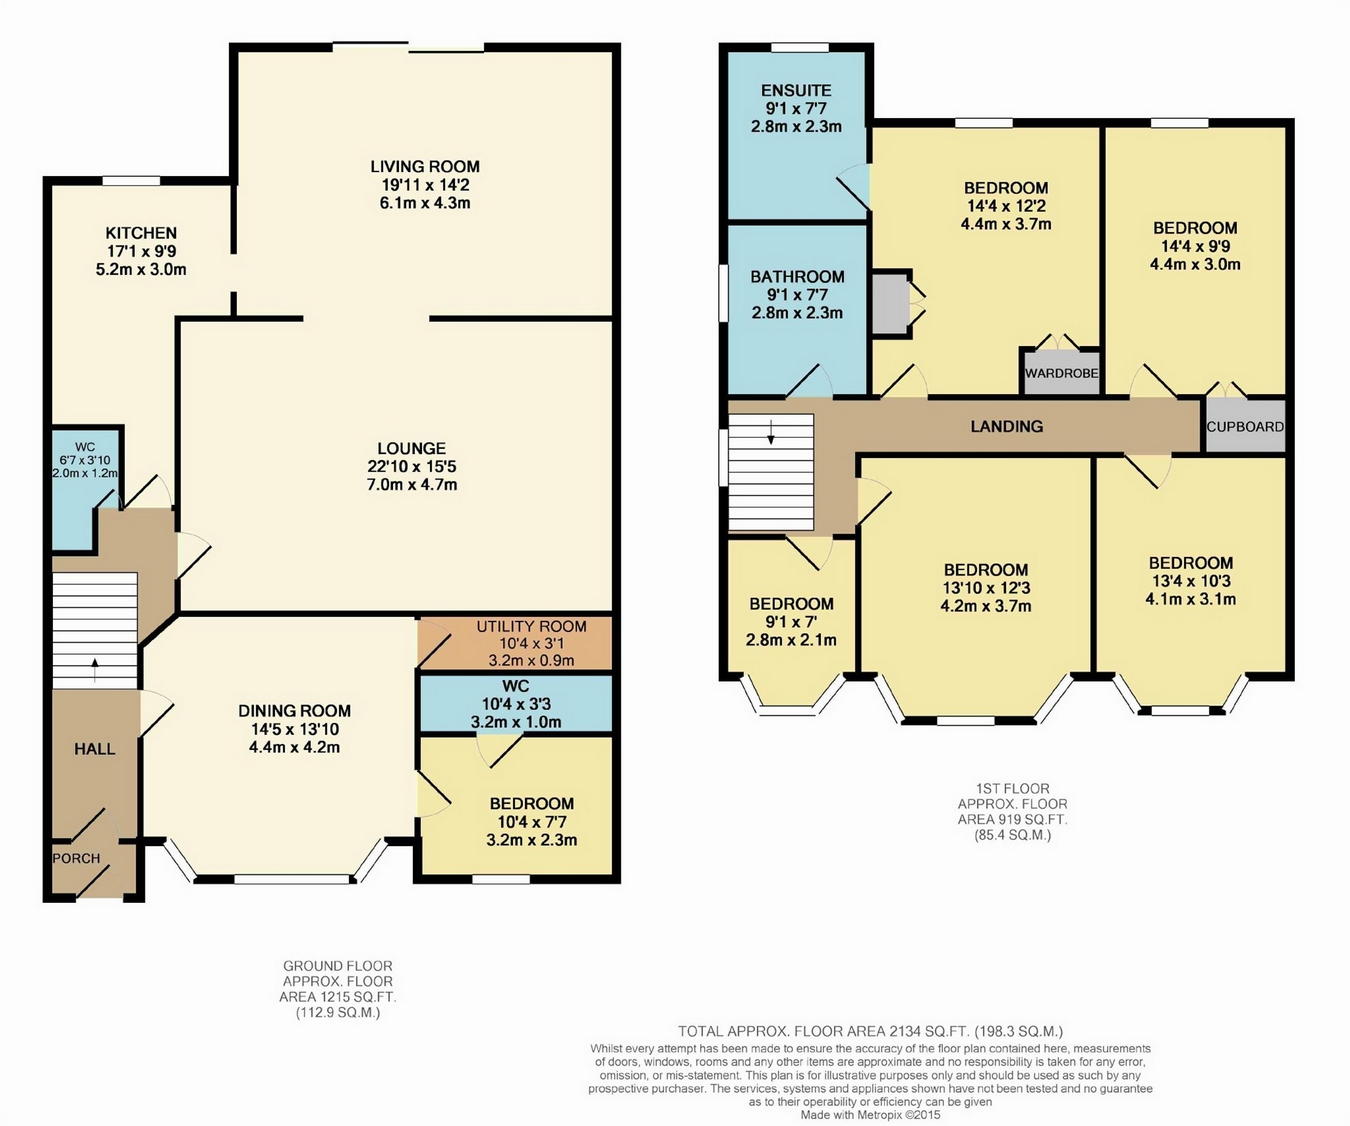 LIVING ROOM
19'11 x 14'2
6.1m x 4.3m
KITCHEN
17'1 x 9'9
5.2m x 3.0m
LOUNGE
22'10 x 15'5
7.0m x 4.7m
WC
6'7 x 3'10
2.0m x 1.2m
UTILITY ROOM
10'4 x 3'1
3.2m x 0.9m
WC
10'4 x 3'3
3.2m x 1.0m
DINING ROOM
14'5 x 13'10
4.4m x 4.2m
HALL
BEDROOM
10'4 x 7'7
3.2m x 2.3m
PORCH
GROUND FLOOR
APPROX. FLOOR
AREA 1215 SQ.FT.
(112.9 SQ.M.)
ENSUITE
9'1 x 7'7
2.8m x 2.3m
BEDROOM
14'4 x 12'2
4.4m x 3.7m
BEDROOM
14'4 x 9'9
4.4m x 3.0m
BATHROOM
9'1 x 7'7
2.8m x 2.3m
WARDROBE
LANDING
CUPBOARD
BEDROOM
9'1 x 7'
2.8m x 2.1m
BEDROOM
13'10 x 12'3
4.2m x 3.7m
BEDROOM
13'4 x 10'3
4.1m x 3.1m
1ST FLOOR
APPROX. FLOOR
AREA 919 SQ.FT.
(85.4 SQ.M.)
TOTAL APPROX. FLOOR AREA 2134 SQ.FT. (198.3 SQ.M.)
Whilst every attempt has been made to ensure the accuracy of the floor plan contained here, measurements
of doors, windows, rooms and any other items are approximate and no responsibility is taken for any error,
omission, or mis-statement. This plan is for illustrative purposes only and should be used as such by any
prospective purchaser. The services, systems and appliances shown have not been tested and no guarantee
as to their operability or efficiency can be given
Made with Metropix ©2015